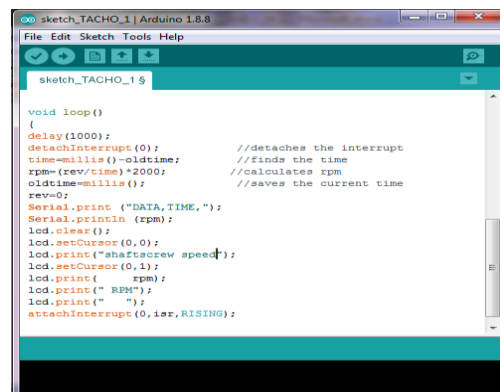 sketch_TACHO_1 | Arduino 1.8.8
File Edit Sketch Tools Help
sketch_TACHO_1 §
void loop()
{
delay(1000);
detachInterrupt(0); //detaches the interrupt
time=millis()-oldtime; //finds the time
rpm=(rev/time)*2000; //calculates rpm
oldtime=millis(); //saves the current time
rev=0;
Serial.print ("DATA,TIME,");
Serial.println (rpm);
lcd.clear();
lcd.setCursor(0,0);
lcd.print("shaftscrew speed");
lcd.setCursor(0,1);
lcd.print(     rpm);
lcd.print(" RPM");
lcd.print("   ");
attachInterrupt(0,isr,RISING);